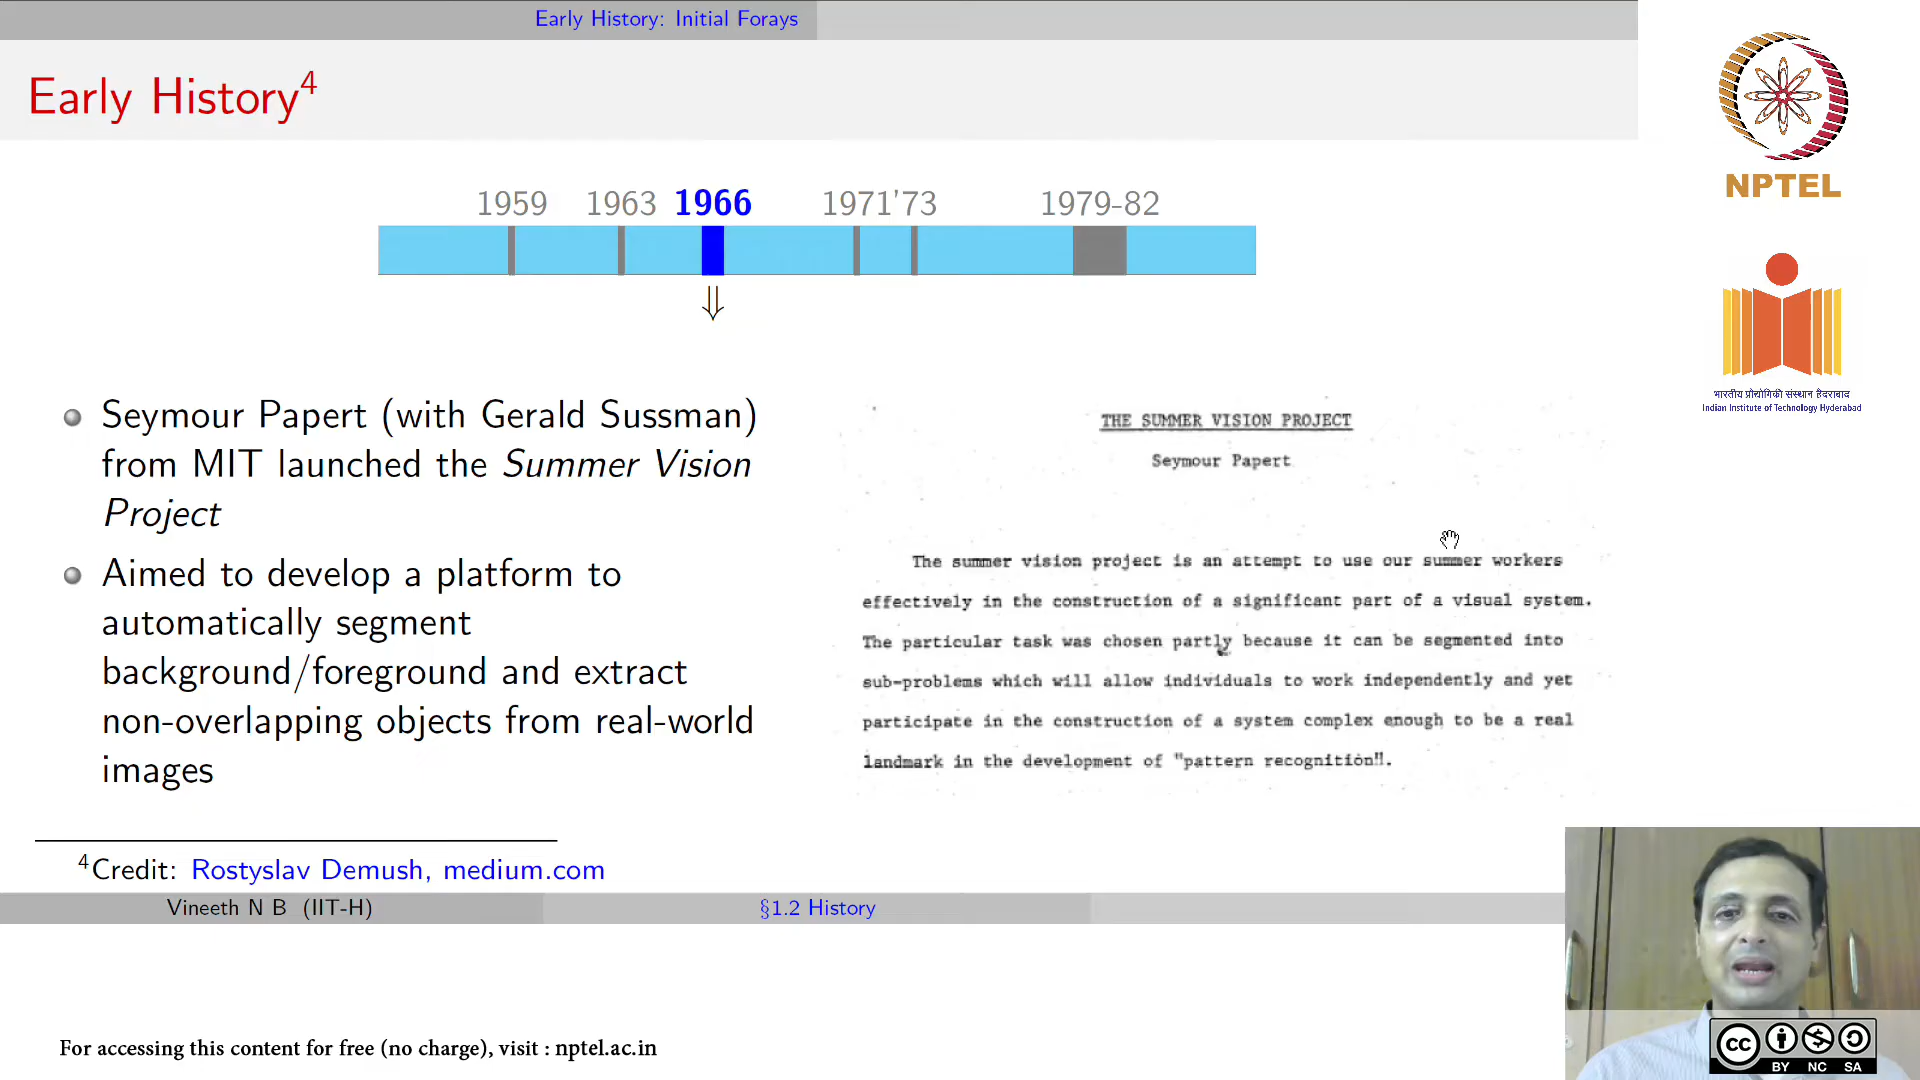 Early History: Initial Forays
Early History4
1959 1963 1966 1971'73 1979-82
Seymour Papert (with Gerald Sussman)
from MIT launched the Summer Vision
Project
Aimed to develop a platform to
automatically segment
background/foreground and extract
non-overlapping objects from real-world
images
THE SUMMER VISION PROJECT
Seymour Papert
The summer vision project is an attempt to use our summer workers
effectively in the construction of a significant part of a visual system.
The particular task was chosen partly because it can be segmented into
sub-problems which will allow individuals to work independently and yet
participate in the construction of a system complex enough to be a real
landmark in the development of "pattern recognition".
4Credit: Rostyslav Demush, medium.com
Vineeth N B (IIT-H)
§1.2 History
For accessing this content for free (no charge), visit : nptel.ac.in
NPTEL
भारतीय प्रौद्योगिकी संस्थान हैदराबाद
Indian Institute of Technology Hyderabad
CC
BY NC SA